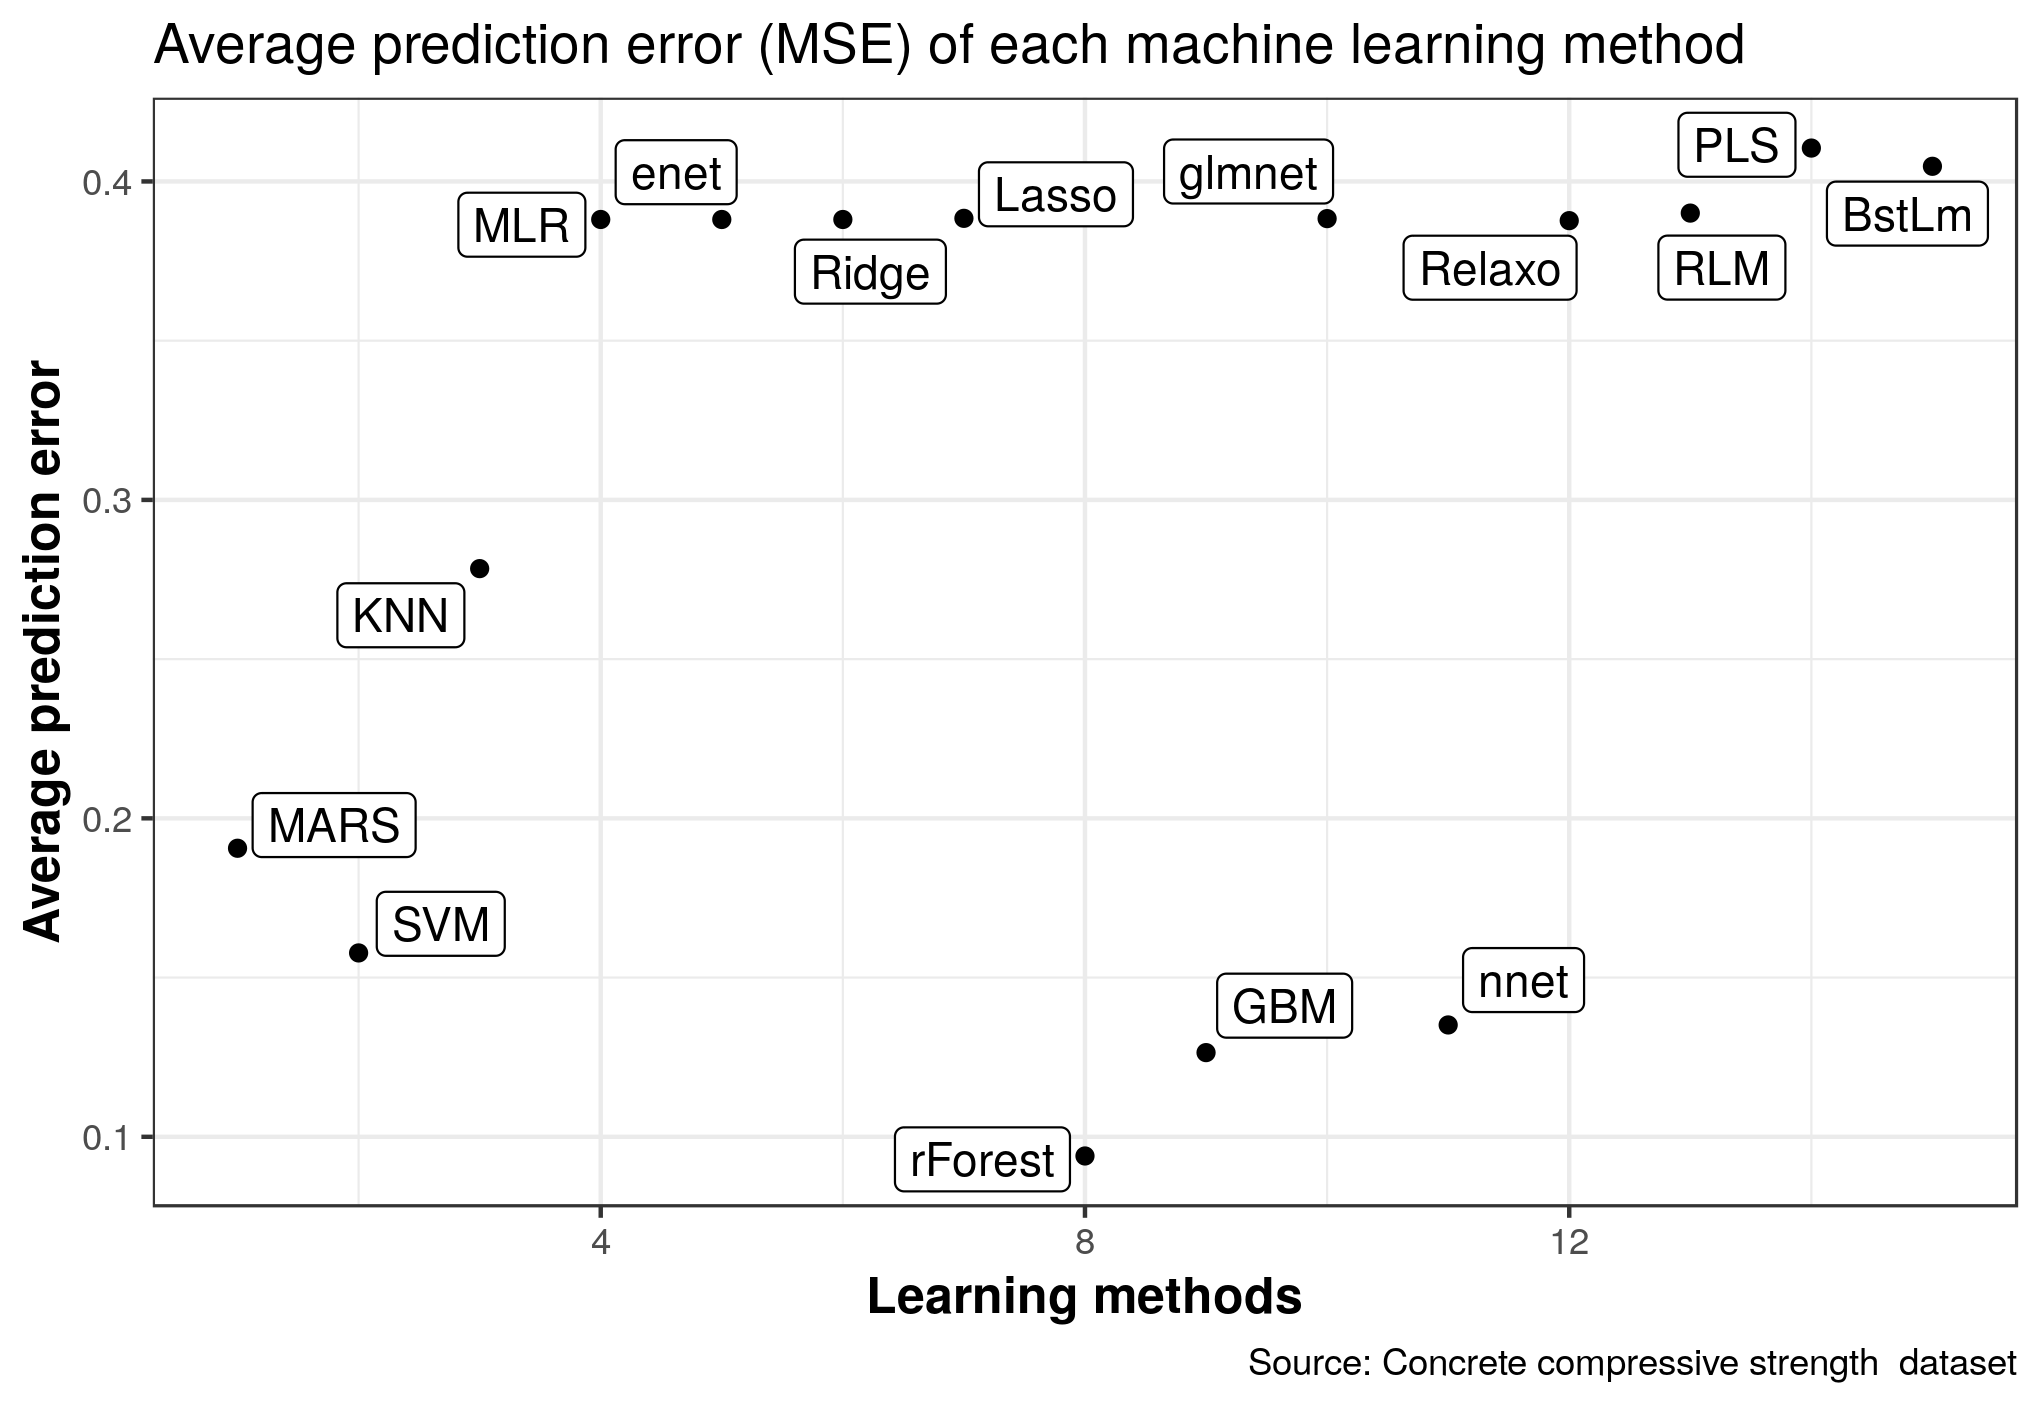 Average prediction error (MSE) of each machine learning method
Average prediction error
0.4
0.3
0.2
0.1
PLS
enet
glmnet
Lasso
MLR
BstLm
Ridge
Relaxo
RLM
KNN
MARS
SVM
nnet
GBM
rForest
4
8
12
Learning methods
Source: Concrete compressive strength  dataset